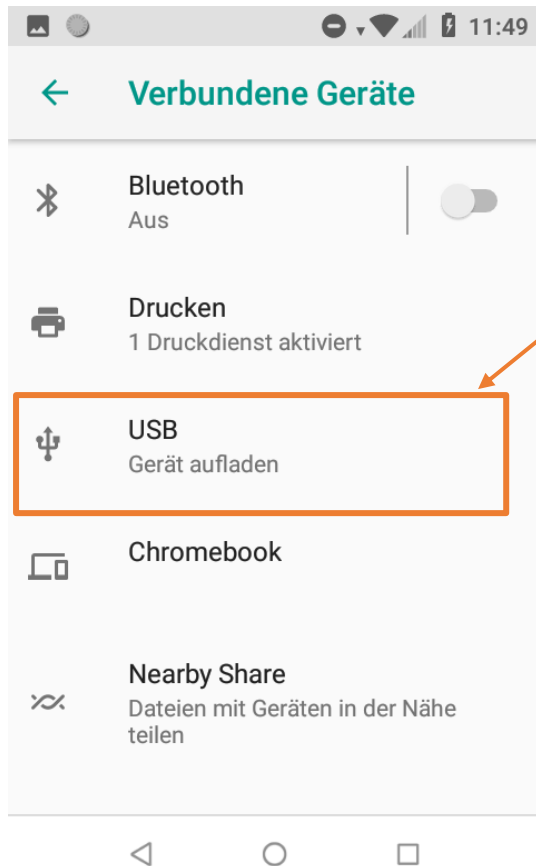 11:49
Verbundene Geräte
Bluetooth
Aus
Drucken
1 Druckdienst aktiviert
USB
Gerät aufladen
Chromebook
Nearby Share
Dateien mit Geräten in der Nähe
teilen